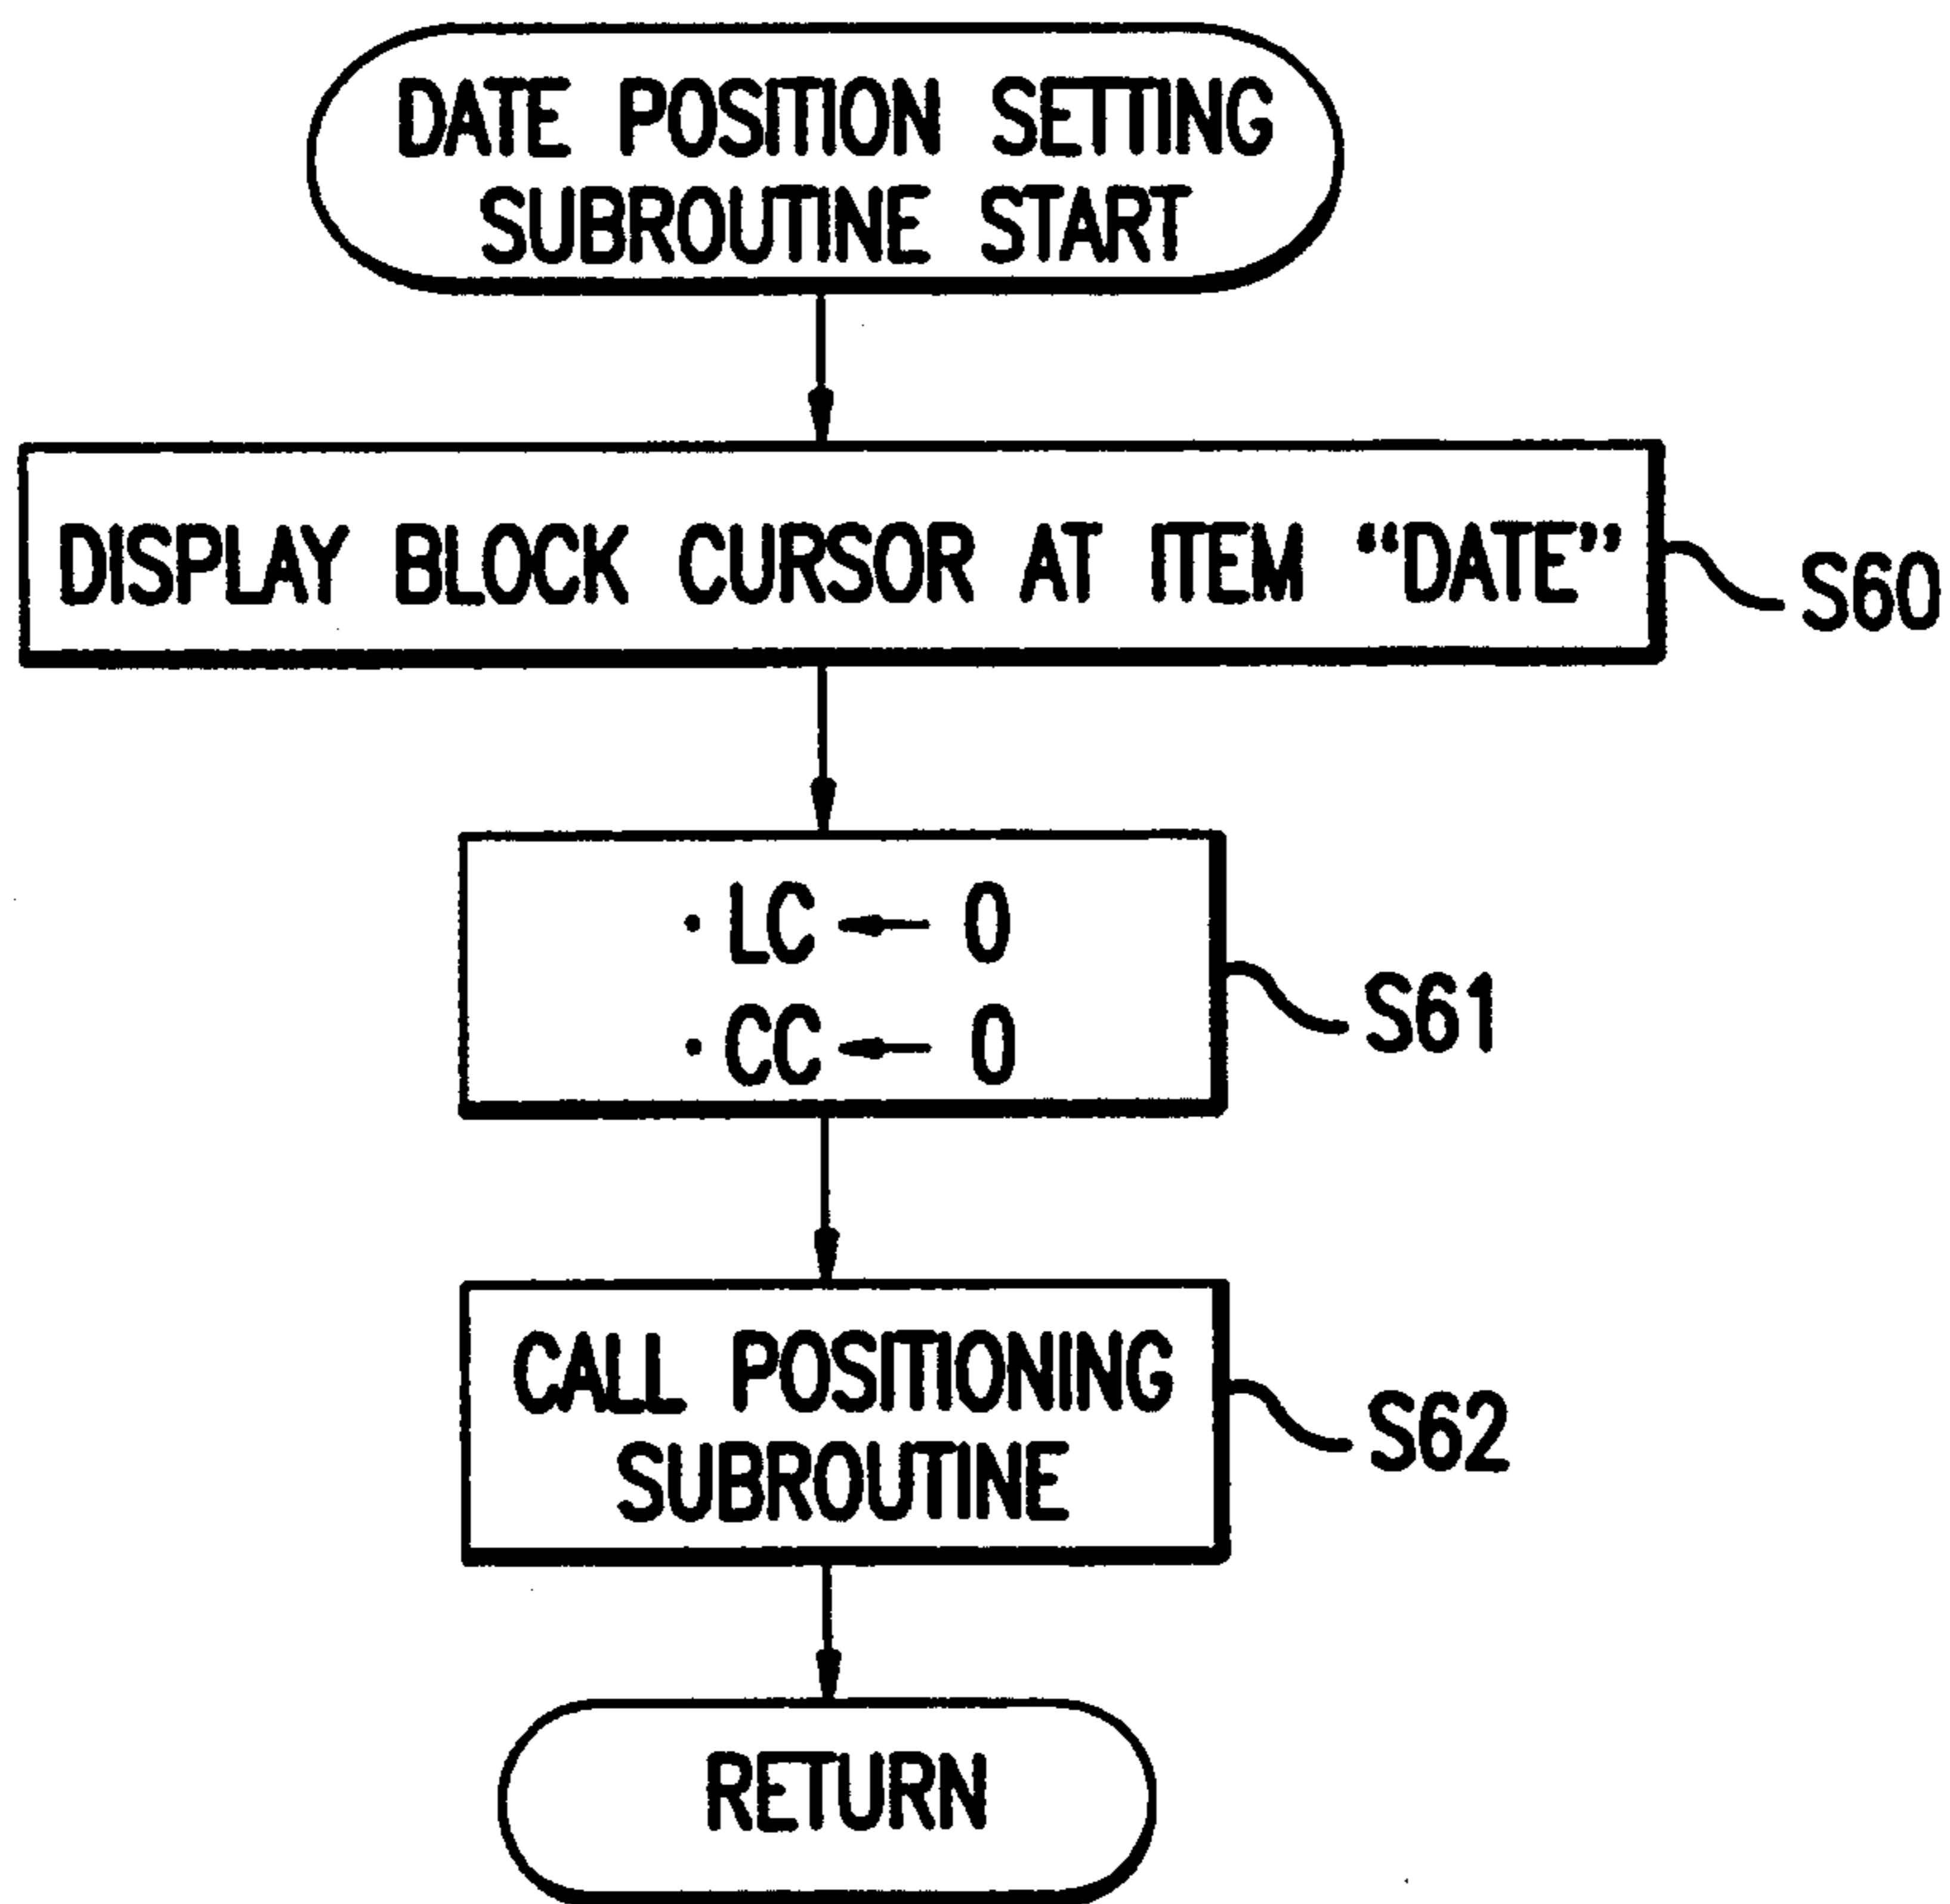 DATE POSITION SETTING
SUBROUTINE START
DISPLAY BLOCK CURSOR AT ITEM “DATE”
S60
· LC ← 0
· CC ← 0
S61
CALL POSITIONING
SUBROUTINE
S62
RETURN